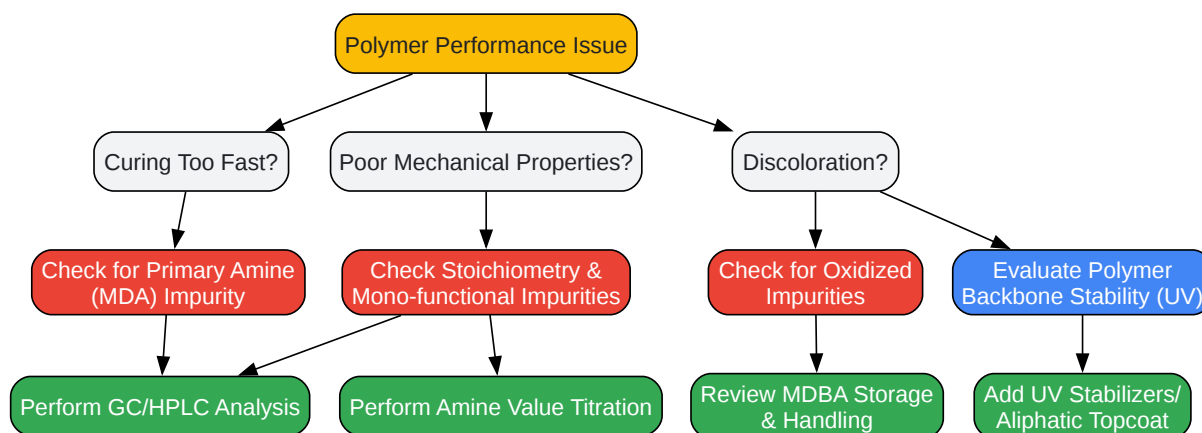 Polymer Performance Issue
Curing Too Fast?
Poor Mechanical Properties?
Discoloration?
Check for Primary Amine
(MDA) Impurity
Check Stoichiometry &
Mono-functional Impurities
Check for Oxidized
Impurities
Evaluate Polymer
Backbone Stability (UV)
Perform GC/HPLC Analysis
Perform Amine Value Titration
Review MDBA Storage
& Handling
Add UV Stabilizers/
Aliphatic Topcoat